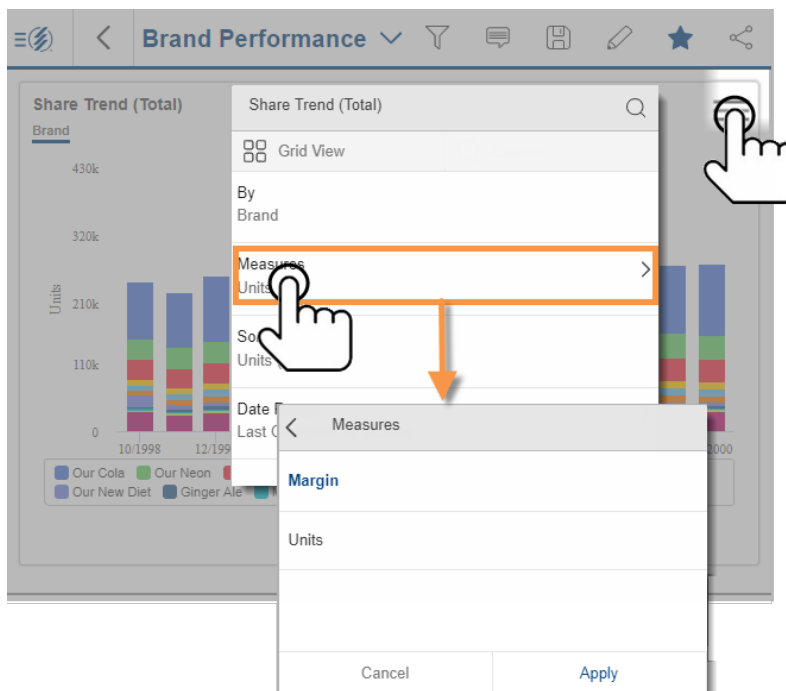 Brand Performance
Share Trend (Total)
Brand
430k
320k
210k
110k
0
Units
10/1998
12/199
2000
Our Cola
Our Neon
Our New Diet
Ginger Ale
Share Trend (Total)
Grid View
By
Brand
Measures
Units
So
Units
Date
Last
Measures
Margin
Units
Cancel
Apply